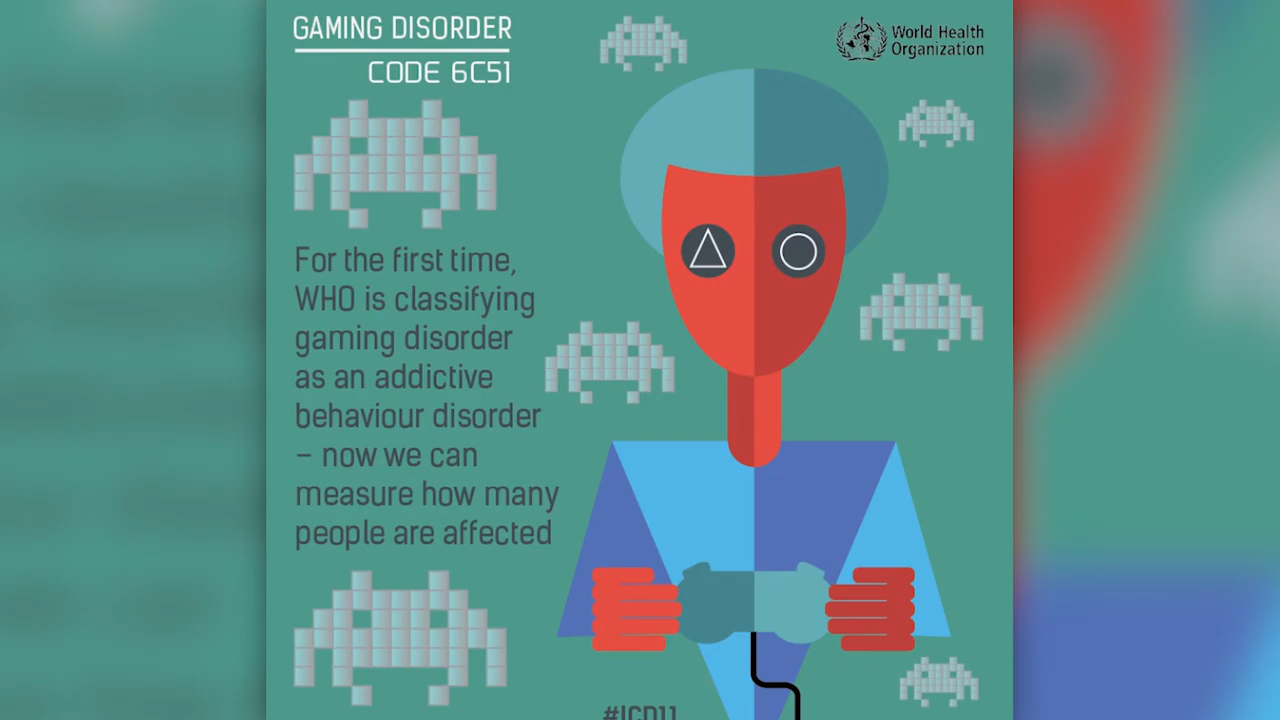 GAMING DISORDER
CODE 6C51
World Health
Organization
For the first time,
WHO is classifying
gaming disorder
as an addictive
behaviour disorder
– now we can
measure how many
people are affected
#ICD11